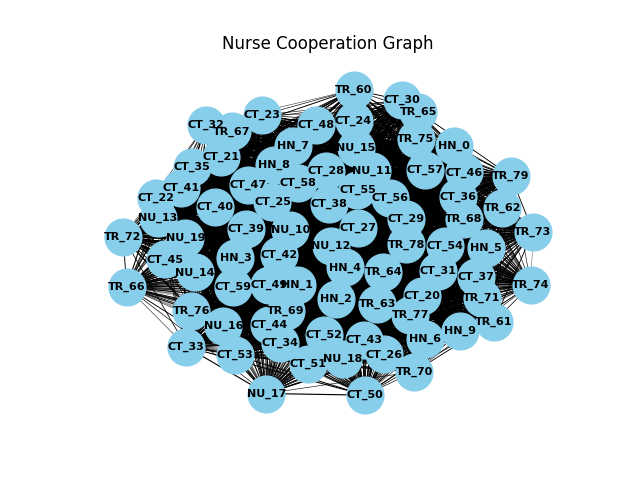 Nurse Cooperation Graph
TR_60
CT_30
TR_65
CT_23
CT_24
CT_32
TR_67
CT_48
TR_75
HN_0
HN_7
NU_15
CT_21
CT_35
HN_8
CT_28
NU_11
CT_57
CT_46
TR_79
CT_41
CT_47
CT_58
CT_55
CT_22
CT_56
CT_36
CT_40
CT_25
CT_38
TR_62
NU_13
CT_29
TR_68
CT_39
NU_10
CT_27
TR_73
TR_72
NU_19
NU_12
TR_78
CT_54
HN_5
CT_45
HN_3
CT_42
HN_4
NU_14
TR_64
CT_31
CT_37
TR_66
CT_59
CT_49
HN_1
TR_74
HN_2
CT_20
TR_71
TR_76
TR_69
TR_63
TR_77
NU_16
CT_44
TR_61
HN_9
CT_52
CT_43
HN_6
CT_33
CT_34
CT_53
CT_51
NU_18
CT_26
TR_70
NU_17
CT_50